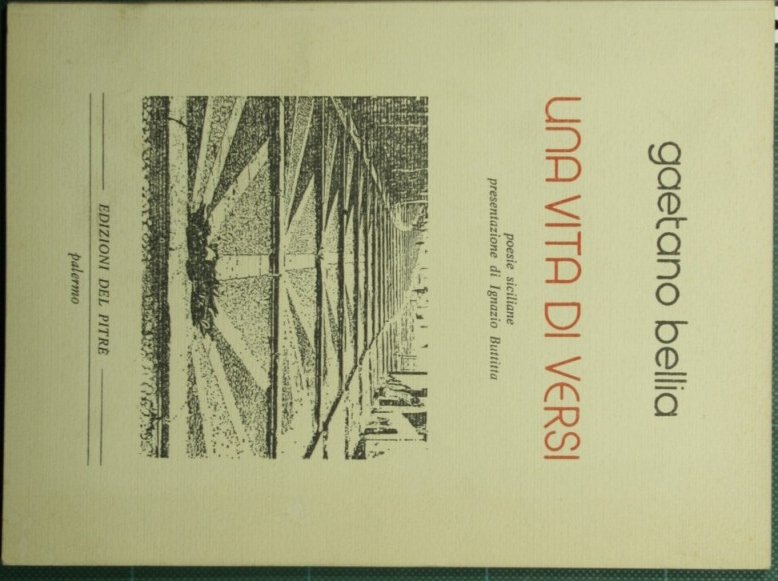 gaetano bellia
UNA VITA DI VERSI
poesie siciliane
presentazione di Ignazio Buttitta
EDIZIONI DEL PITRÈ
palermo